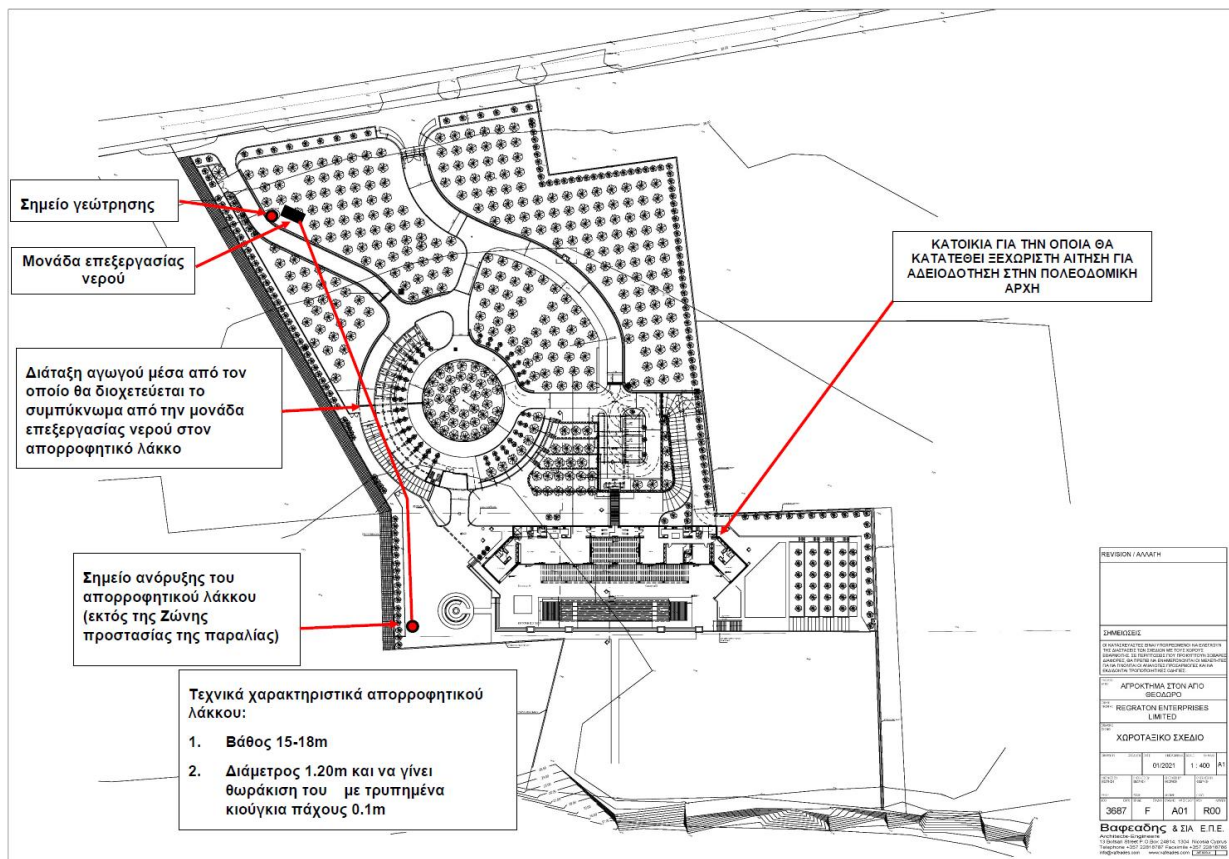 Σημείο γεώτρησης
Μονάδα επεξεργασίας
νερού
Διάταξη αγωγού μέσα από τον
οποίο θα διοχετεύεται το
συμπύκνωμα από την μονάδα
επεξεργασίας νερού στον
απορροφητικό λάκκο
Σημείο ανόρυξης του
απορροφητικού λάκκου
(εκτός της Ζώνης
προστασίας της παραλίας)
Τεχνικά χαρακτηριστικά απορροφητικού
λάκκου:
1. Βάθος 15-18m
2. Διάμετρος 1.20m και να γίνει
θωράκιση του με τρυπημένα
κιούγκια πάχους 0.1m
ΚΑΤΟΙΚΙΑ ΓΙΑ ΤΗΝ ΟΠΟΙΑ ΘΑ
ΚΑΤΑΤΕΘΕΙ ΞΕΧΩΡΙΣΤΗ ΑΙΤΗΣΗ ΓΙΑ
ΑΔΕΙΟΔΟΤΗΣΗ ΣΤΗΝ ΠΟΛΕΟΔΟΜΙΚΗ
ΑΡΧΗ
REVISION / ΑΛΛΑΓΗ
ΣΗΜΕΙΩΣΕΙΣ
ΑΓΡΟΚΤΗΜΑ ΣΤΟΝ ΑΓΙΟ
ΘΕΟΔΩΡΟ
REGRATON ENTERPRISES
LIMITED
ΧΩΡΟΤΑΞΙΚΟ ΣΧΕΔΙΟ
01/2021 1 : 400 A1
3687 F A01 R00
Βαφεαδης & ΣΙΑ Ε.Π.Ε.
Architects-Engineers